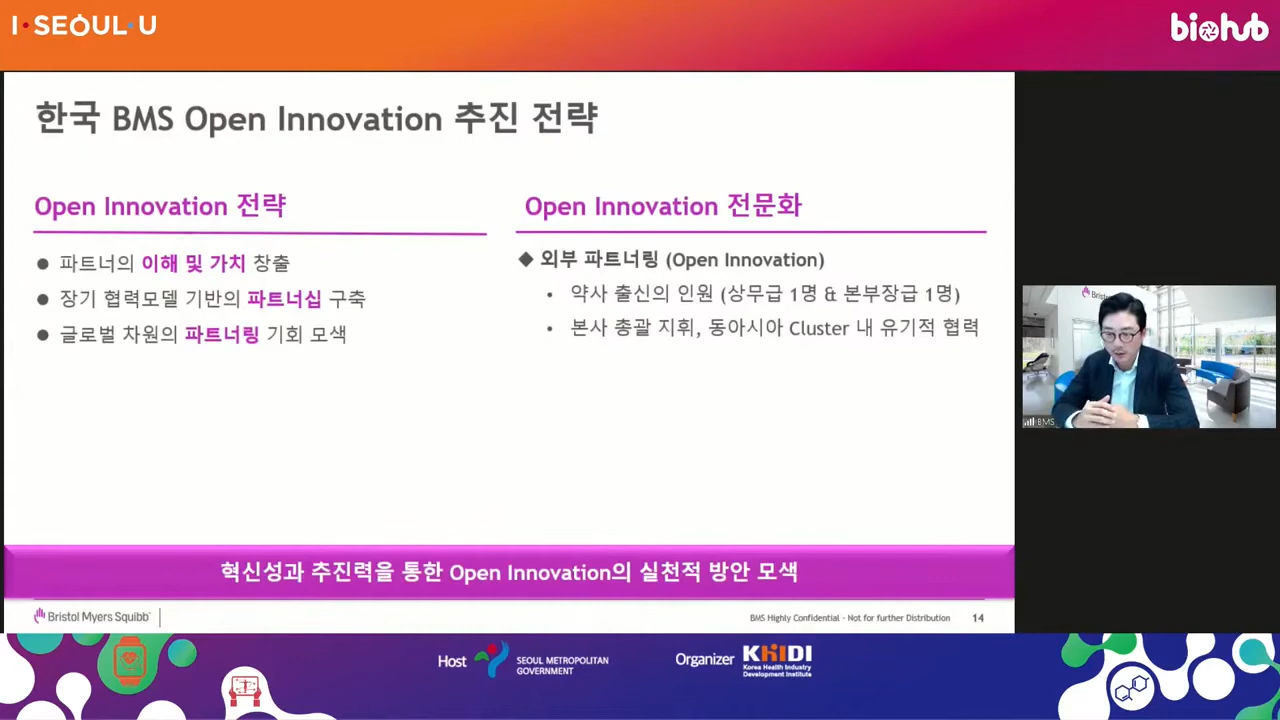 I·SEOUL·U
biohub
한국 BMS Open Innovation 추진 전략
Open Innovation 전략
파트너의 이해 및 가치 창출
장기 협력모델 기반의 파트너십 구축
글로벌 차원의 파트너링 기회 모색
Open Innovation 전문화
외부 파트너링 (Open Innovation)
약사 출신의 인원 (상무급 1명 & 본부장급 1명)
본사 총괄 지휘, 동아시아 Cluster 내 유기적 협력
BMS
혁신성과 추진력을 통한 Open Innovation의 실천적 방안 모색
Bristol Myers Squibb
BMS Highly Confidential - Not for further Distribution 14
Host
SEOUL METROPOLITAN
GOVERNMENT
Organizer
KHIDI
Korea Health Industry
Development Institute